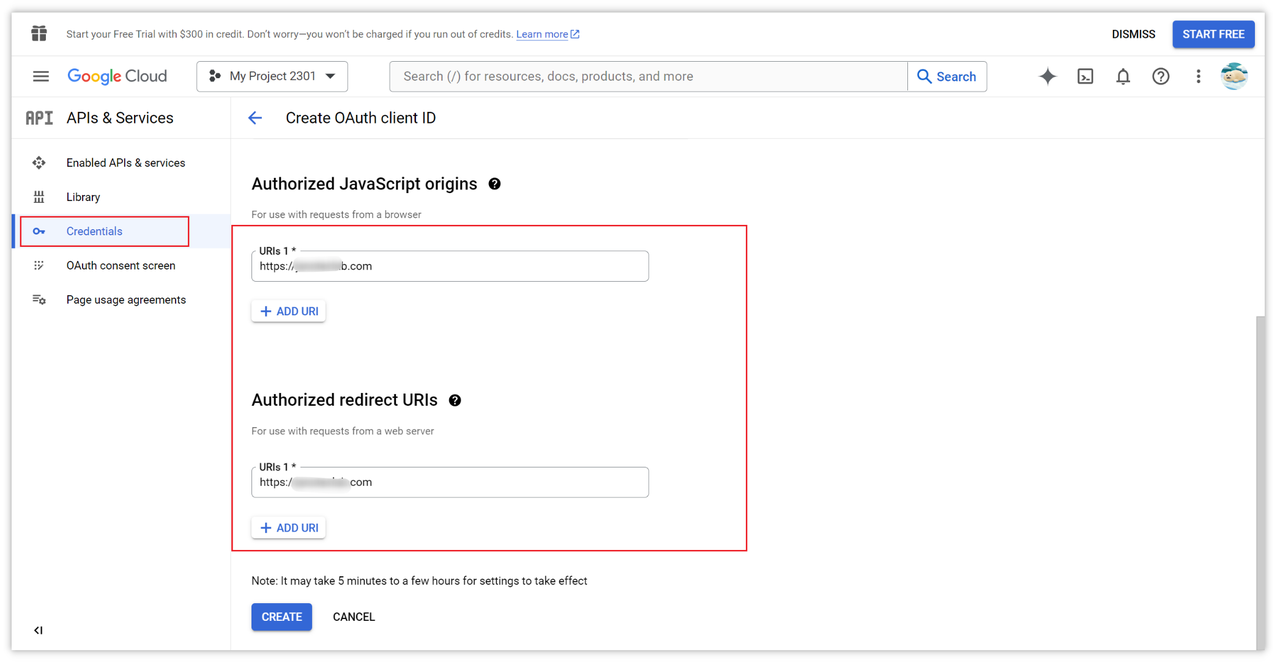 Start your Free Trial with $300 in credit. Don't worry—you won't be charged if you run out of credits. Learn more
DISMISS
START FREE
Google Cloud
My Project 2301
Search (/) for resources, docs, products, and more
Search
API APIs & Services
Create OAuth client ID
Enabled APIs & services
Library
Credentials
OAuth consent screen
Page usage agreements
Authorized JavaScript origins
For use with requests from a browser
URIs 1 *
https:/ b.com
+ ADD URI
Authorized redirect URIs
For use with requests from a web server
URIs 1 *
https:/ .com
+ ADD URI
Note: It may take 5 minutes to a few hours for settings to take effect
CREATE
CANCEL